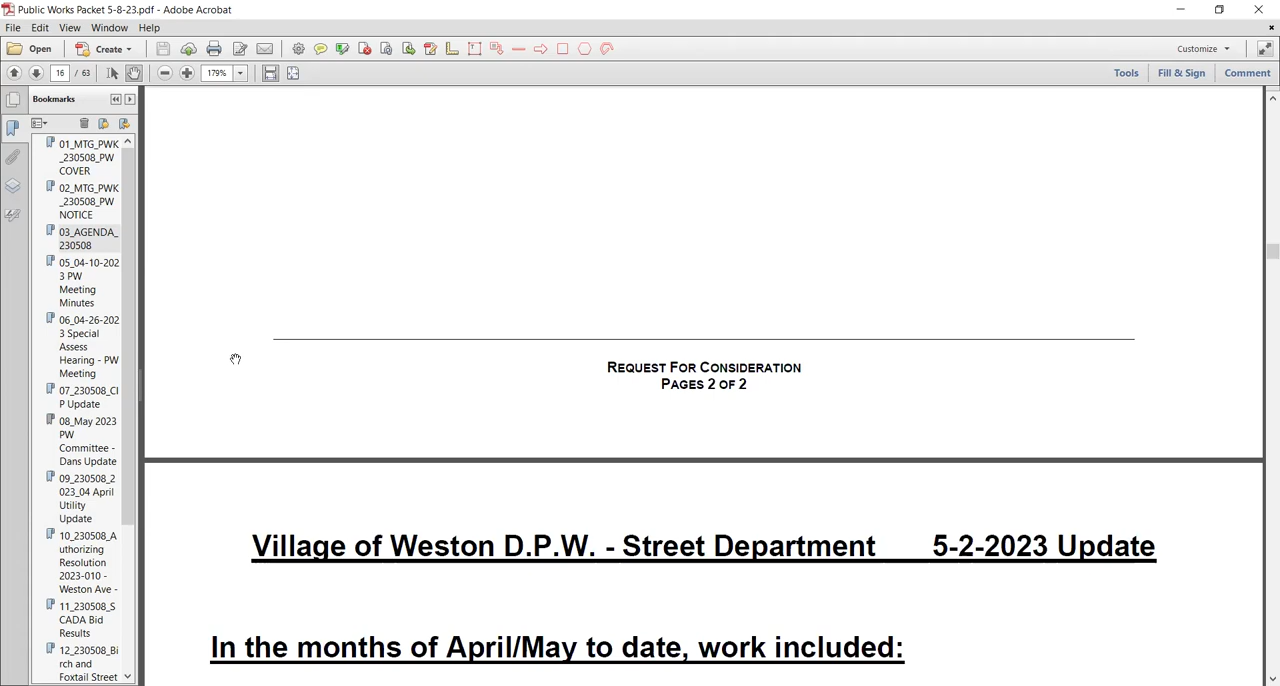 Public Works Packet 5-8-23.pdf - Adobe Acrobat
File Edit View Window Help
Open Create Customize
16 / 63 179% Tools Fill & Sign Comment
Bookmarks
01_MTG_PWK
_230508_PW
COVER
02_MTG_PWK
_230508_PW
NOTICE
03_AGENDA_
230508
05_04-10-202
3 PW
Meeting
Minutes
06_04-26-202
3 Special
Assess
Hearing - PW
Meeting
07_230508_CI
P Update
08_May 2023
PW
Committee -
Dans Update
09_230508_2
023_04 April
Utility
Update
10_230508_A
uthorizing
Resolution
2023-010 -
Weston Ave -
11_230508_S
CADA Bid
Results
12_230508_Bi
rch and
Foxtail Street
REQUEST FOR CONSIDERATION
PAGES 2 OF 2
Village of Weston D.P.W. - Street Department 5-2-2023 Update
In the months of April/May to date, work included: